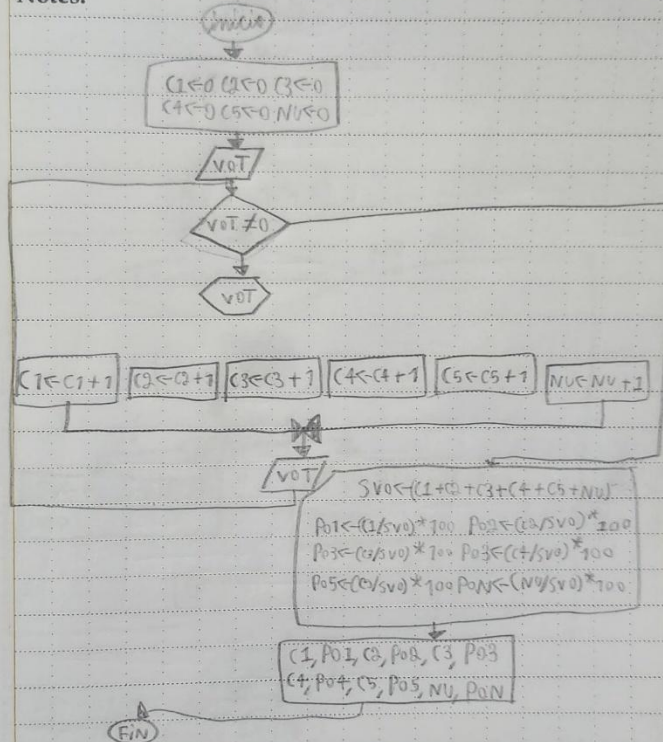 Notes:
inicio
C1←0 C2←0 C3←0
C4←0 C5←0 NU←0
VOT
VOT ≠0
VOT
C1←C1+1 C2←C2+1 C3←C3+1 C4←C4+1 C5←C5+1 NU←NU+1
VOT
SVO←(C1+C2+C3+C4+C5+NU)
PO1←(C1/SVO)*100 PO2←(C2/SVO)*100
PO3←(C3/SVO)*100 PO3←(C4/SVO)*100
PO5←(C5/SVO)*100 PON←(NU/SVO)*100
C1, PO1, C2, PO2, C3, PO3
C4, PO4, C5, PO5, NU, PON
FiN